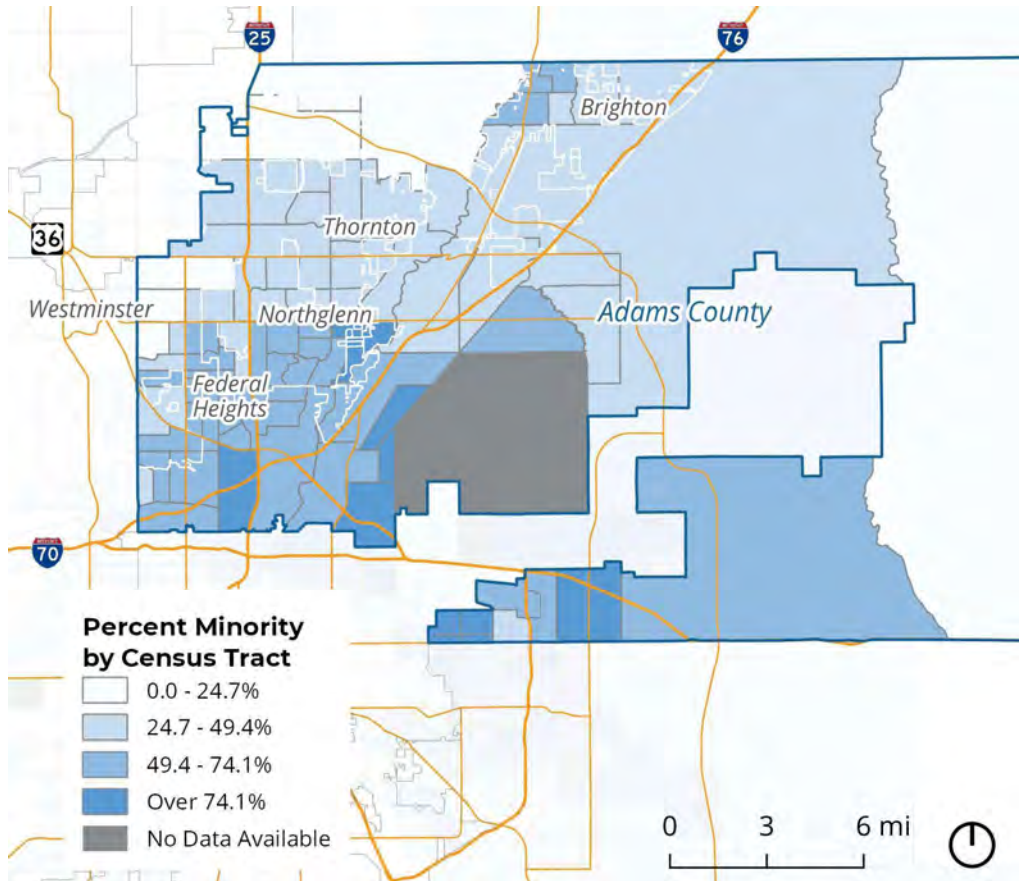 25
76
Brighton
Thornton
36
Westminster
Northglenn
Adams County
Federal
Heights
70
Percent Minority
by Census Tract
0.0 - 24.7%
24.7 - 49.4%
49.4 - 74.1%
Over 74.1%
No Data Available
0 3 6 mi